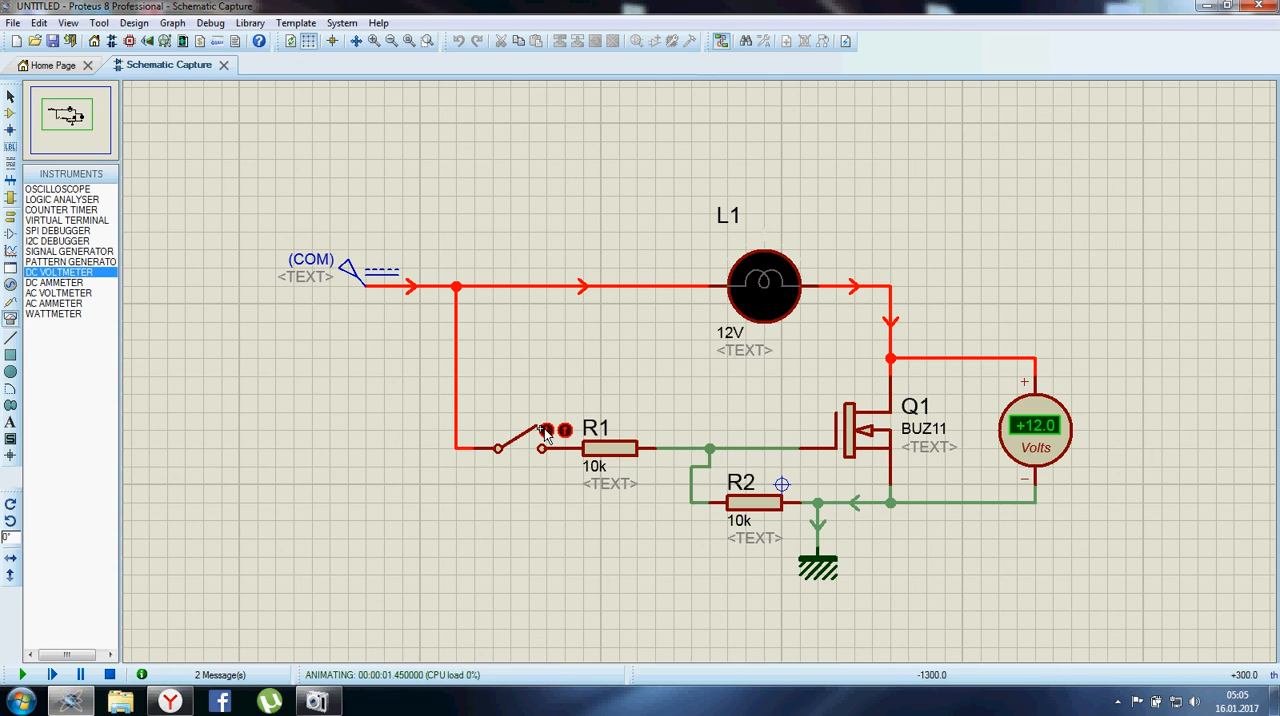 UNTITLED - Proteus 8 Professional - Schematic Capture
File Edit View Tool Design Graph Debug Library Template System Help
Home Page
Schematic Capture
LBL
INSTRUMENTS
OSCILLOSCOPE
LOGIC ANALYSER
COUNTER TIMER
VIRTUAL TERMINAL
SPI DEBUGGER
I2C DEBUGGER
SIGNAL GENERATOR
PATTERN GENERATO
DC VOLTMETER
DC AMMETER
AC VOLTMETER
AC AMMETER
WATTMETER
A
0°
L1
(COM)
<TEXT>
12V
<TEXT>
R1
10k
<TEXT>
R2
10k
<TEXT>
Q1
BUZ11
<TEXT>
+
+12.0
Volts
−
2 Message(s)
ANIMATING: 00:00:01.450000 (CPU load 0%)
-1300.0
+300.0
th
05:05
16.01.2017